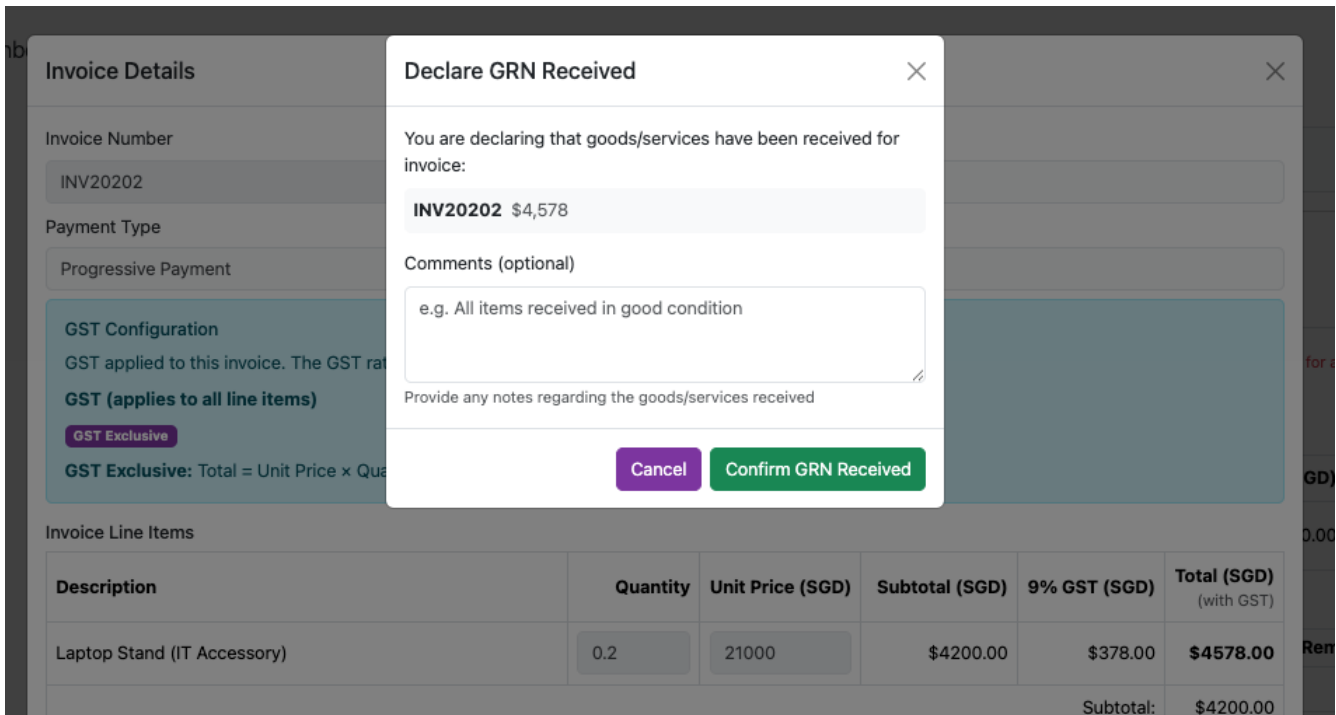 Invoice Details
Declare GRN Received
Invoice Number
You are declaring that goods/services have been received for
invoice:
INV20202
INV20202 $4,578
Payment Type
Comments (optional)
Progressive Payment
e.g. All items received in good condition
GST Configuration
GST applied to this invoice. The GST rat
for a
GST (applies to all line items)
Provide any notes regarding the goods/services received
GST Exclusive
GST Exclusive: Total = Unit Price × Qua
Cancel Confirm GRN Received
GD)
Invoice Line Items
0.00
Description Quantity Unit Price (SGD) Subtotal (SGD) 9% GST (SGD) Total (SGD)
(with GST)
Laptop Stand (IT Accessory) 0.2 21000 $4200.00 $378.00 $4578.00
Rem
Subtotal: $4200.00